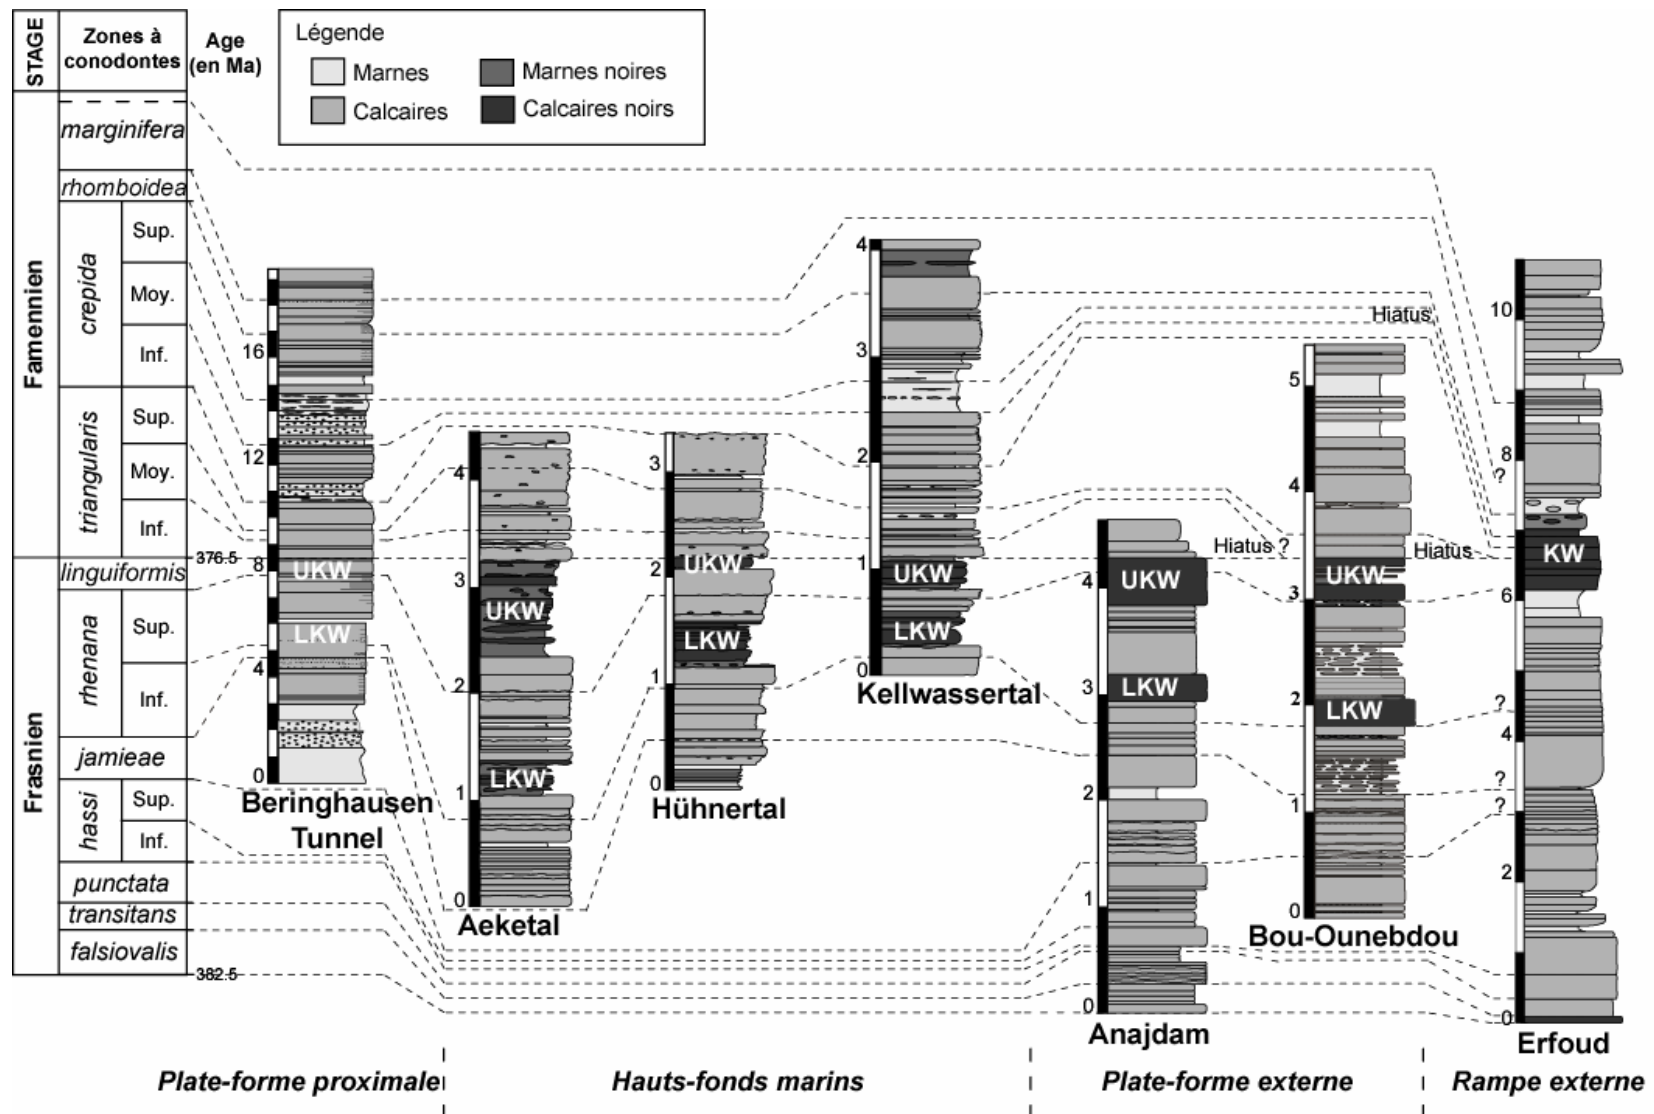 STAGE
Zones à
conodontes
Age
(en Ma)
Légende
Marnes
Marnes noires
Calcaires
Calcaires noirs
Famennien
marginifera
rhomboidea
crepida
Sup.
Moy.
Inf.
triangularis
Sup.
Moy.
Inf.
376.5
Frasnien
linguiformis
rhenana
Sup.
Inf.
jamieae
hassi
Sup.
Inf.
punctata
transitans
falsiovalis
382.5
16
12
8
4
0
UKW
LKW
Beringhausen
Tunnel
4
3
2
1
0
UKW
LKW
Aeketal
3
2
1
0
UKW
LKW
Hühnertal
4
3
2
1
0
UKW
LKW
Kellwassertal
4
3
2
1
0
UKW
LKW
Anajdam
Hiatus ?
5
4
3
2
1
0
UKW
LKW
Bou-Ounebdou
Hiatus
Hiatus
10
8
6
4
2
0
?
?
?
?
KW
Erfoud
Plate-forme proximale
Hauts-fonds marins
Plate-forme externe
Rampe externe